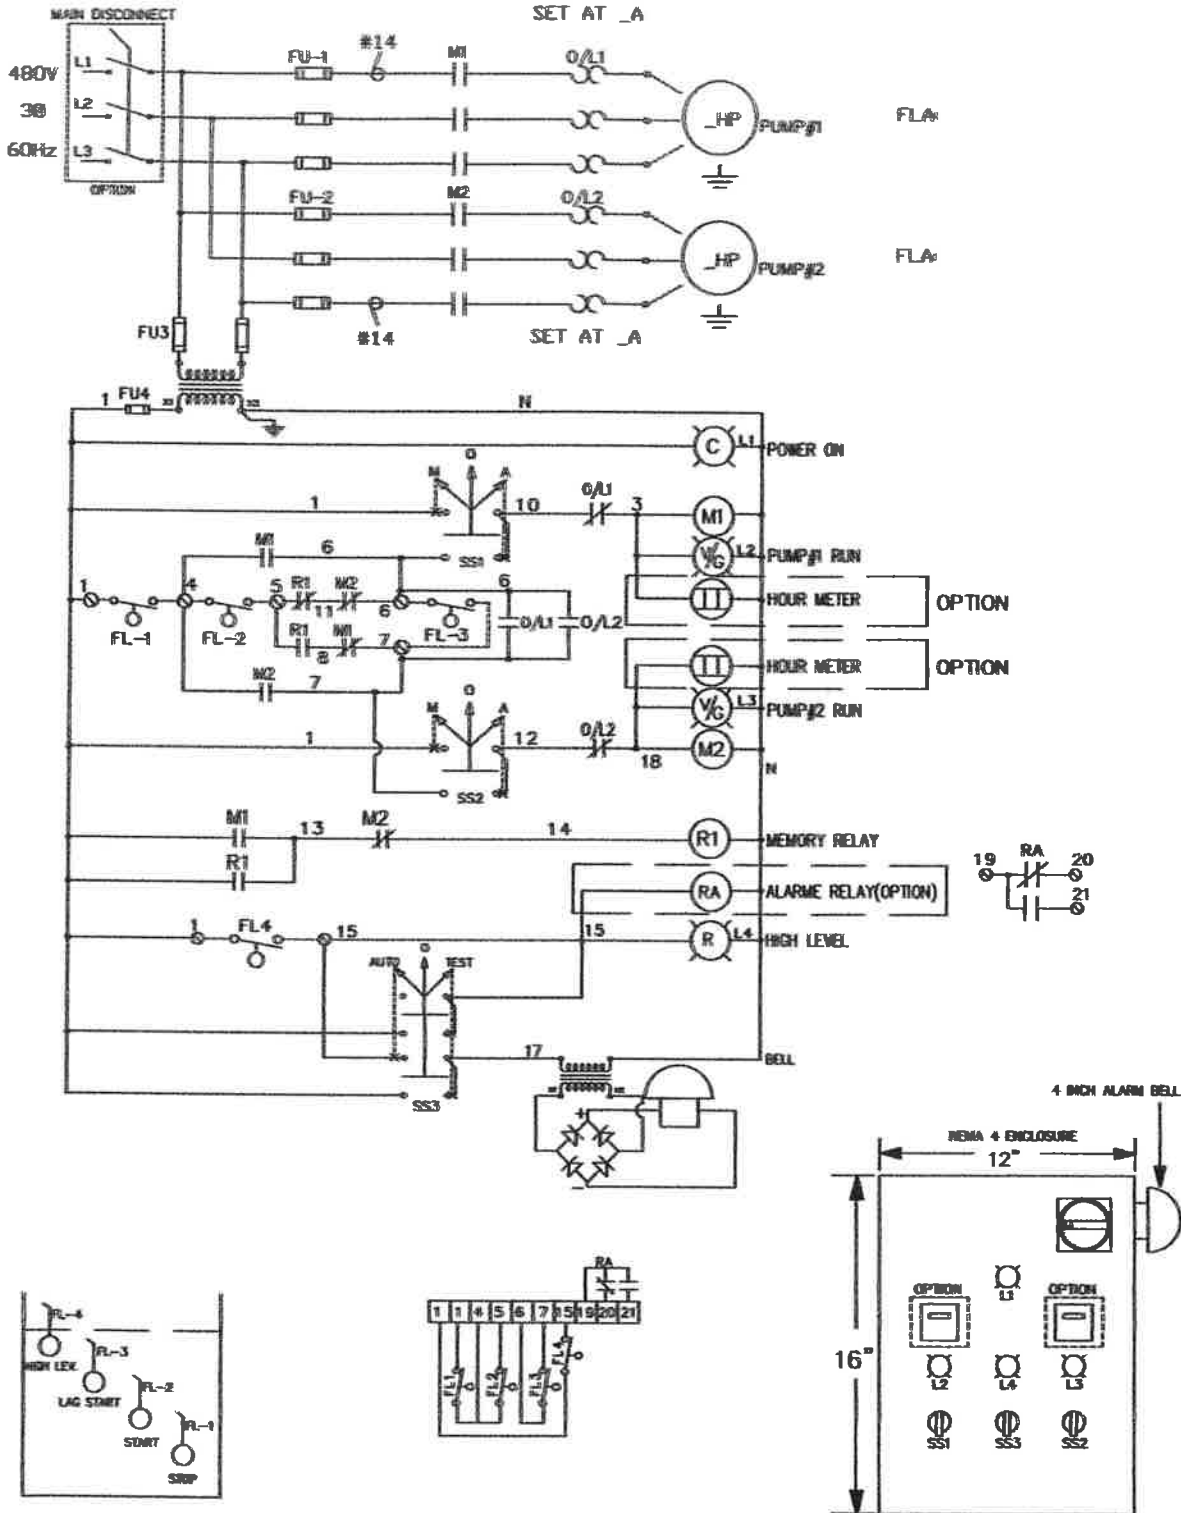 MAIN DISCONNECT
SET AT _A
480V
L1
FU-1
#14
M1
O/L1
3Ø
L2
_HP
PUMP#1
FLA:
60Hz
L3
OPTION
FU-2
M2
O/L2
_HP
PUMP#2
FLA:
FU3
#14
SET AT _A
1
FU4
N
C
L1
POWER ON
M
O
A
1
10
O/L1
3
M1
SS1
M1
6
V/G
L2
PUMP#1 RUN
1
4
5
R1
M2
6
6
HOUR METER
OPTION
FL-1
FL-2
11
FL-3
O/L1
O/L2
R1
M1
7
8
HOUR METER
OPTION
M2
7
V/G
L3
PUMP#2 RUN
M
O
A
1
12
O/L2
18
M2
N
SS2
M1
13
M2
14
R1
MEMORY RELAY
R1
RA
ALARME RELAY(OPTION)
19
RA
20
21
1
FL4
15
15
R
L4
HIGH LEVEL
AUTO
O
TEST
17
BELL
SS3
+
-
4 INCH ALARM BELL
NEMA 4 ENCLOSURE
12"
16"
L1
OPTION
OPTION
L2
L4
L3
SS1
SS3
SS2
RA
1 1 4 5 6 7 15 19 20 21
FL1
FL2
FL3
FL4
FL-4
HIGH LEV.
FL-3
LAG START
FL-2
START
FL-1
STOP